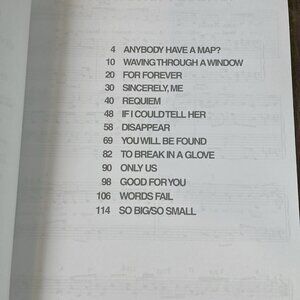 4 ANYBODY HAVE A MAP?
10 WAVING THROUGH A WINDOW
20 FOR FOREVER
30 SINCERELY, ME
40 REQUIEM
48 IF I COULD TELL HER
58 DISAPPEAR
69 YOU WILL BE FOUND
82 TO BREAK IN A GLOVE
90 ONLY US
98 GOOD FOR YOU
106 WORDS FAIL
114 SO BIG/SO SMALL